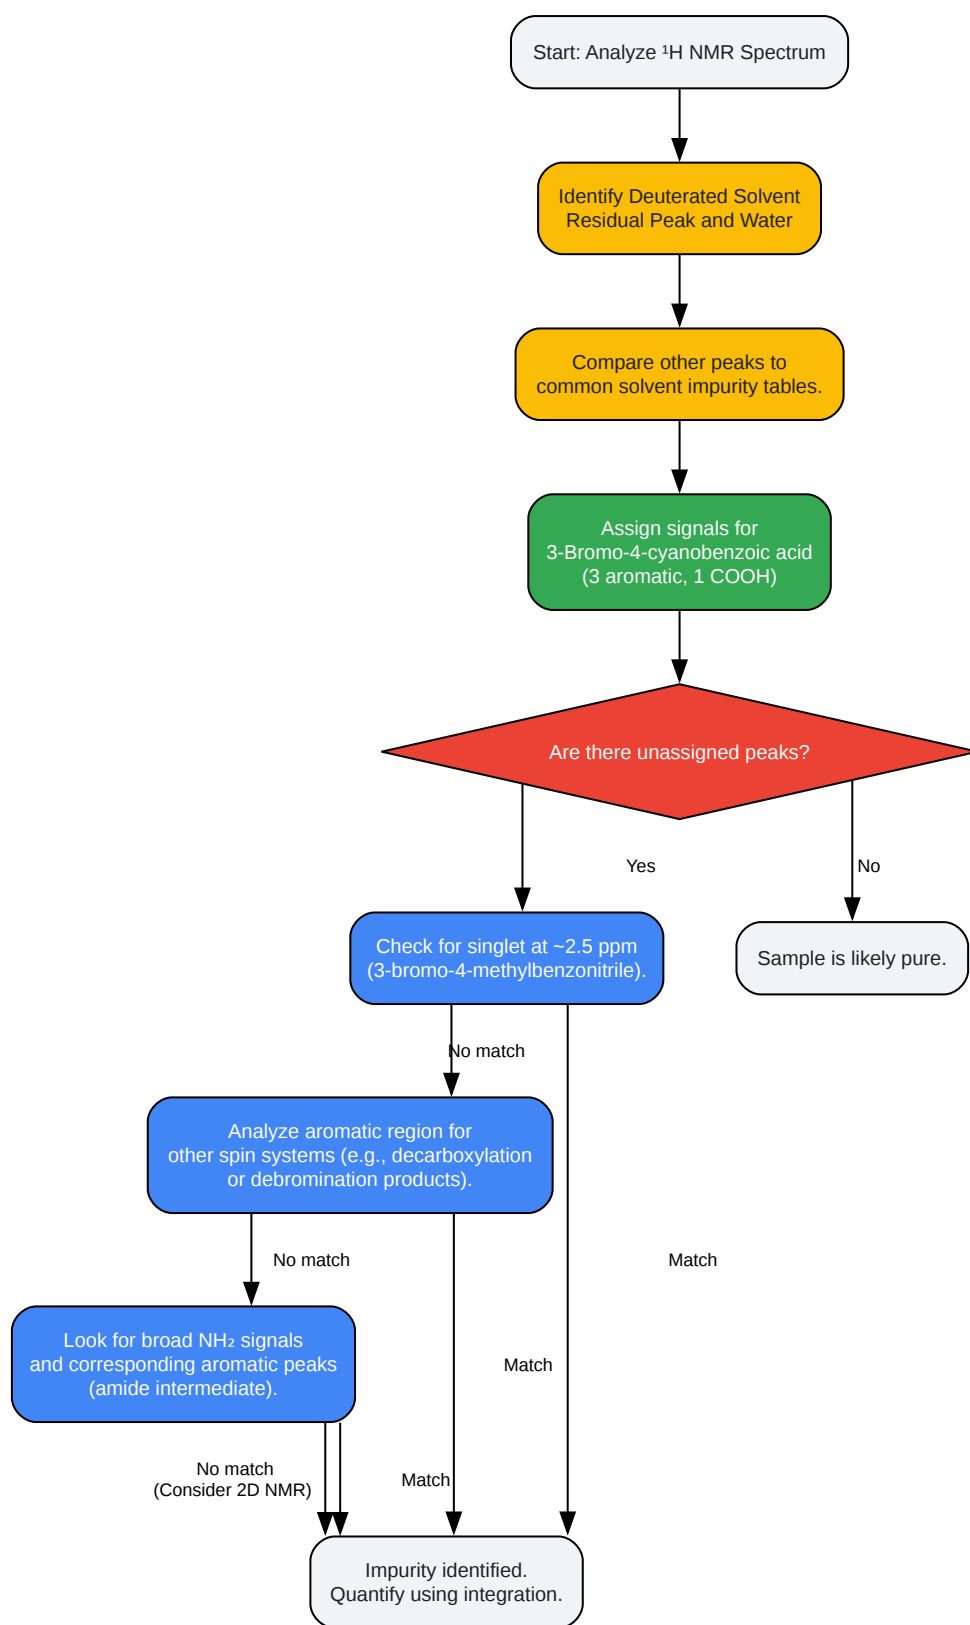 Start: Analyze ¹H NMR Spectrum
Identify Deuterated Solvent
Residual Peak and Water
Compare other peaks to
common solvent impurity tables.
Assign signals for
3-Bromo-4-cyanobenzoic acid
(3 aromatic, 1 COOH)
Are there unassigned peaks?
Yes
No
Check for singlet at ~2.5 ppm
(3-bromo-4-methylbenzonitrile).
Sample is likely pure.
No match
Analyze aromatic region for
other spin systems (e.g., decarboxylation
or debromination products).
No match
Match
Look for broad NH₂ signals
and corresponding aromatic peaks
(amide intermediate).
Match
No match
(Consider 2D NMR)
Match
Impurity identified.
Quantify using integration.